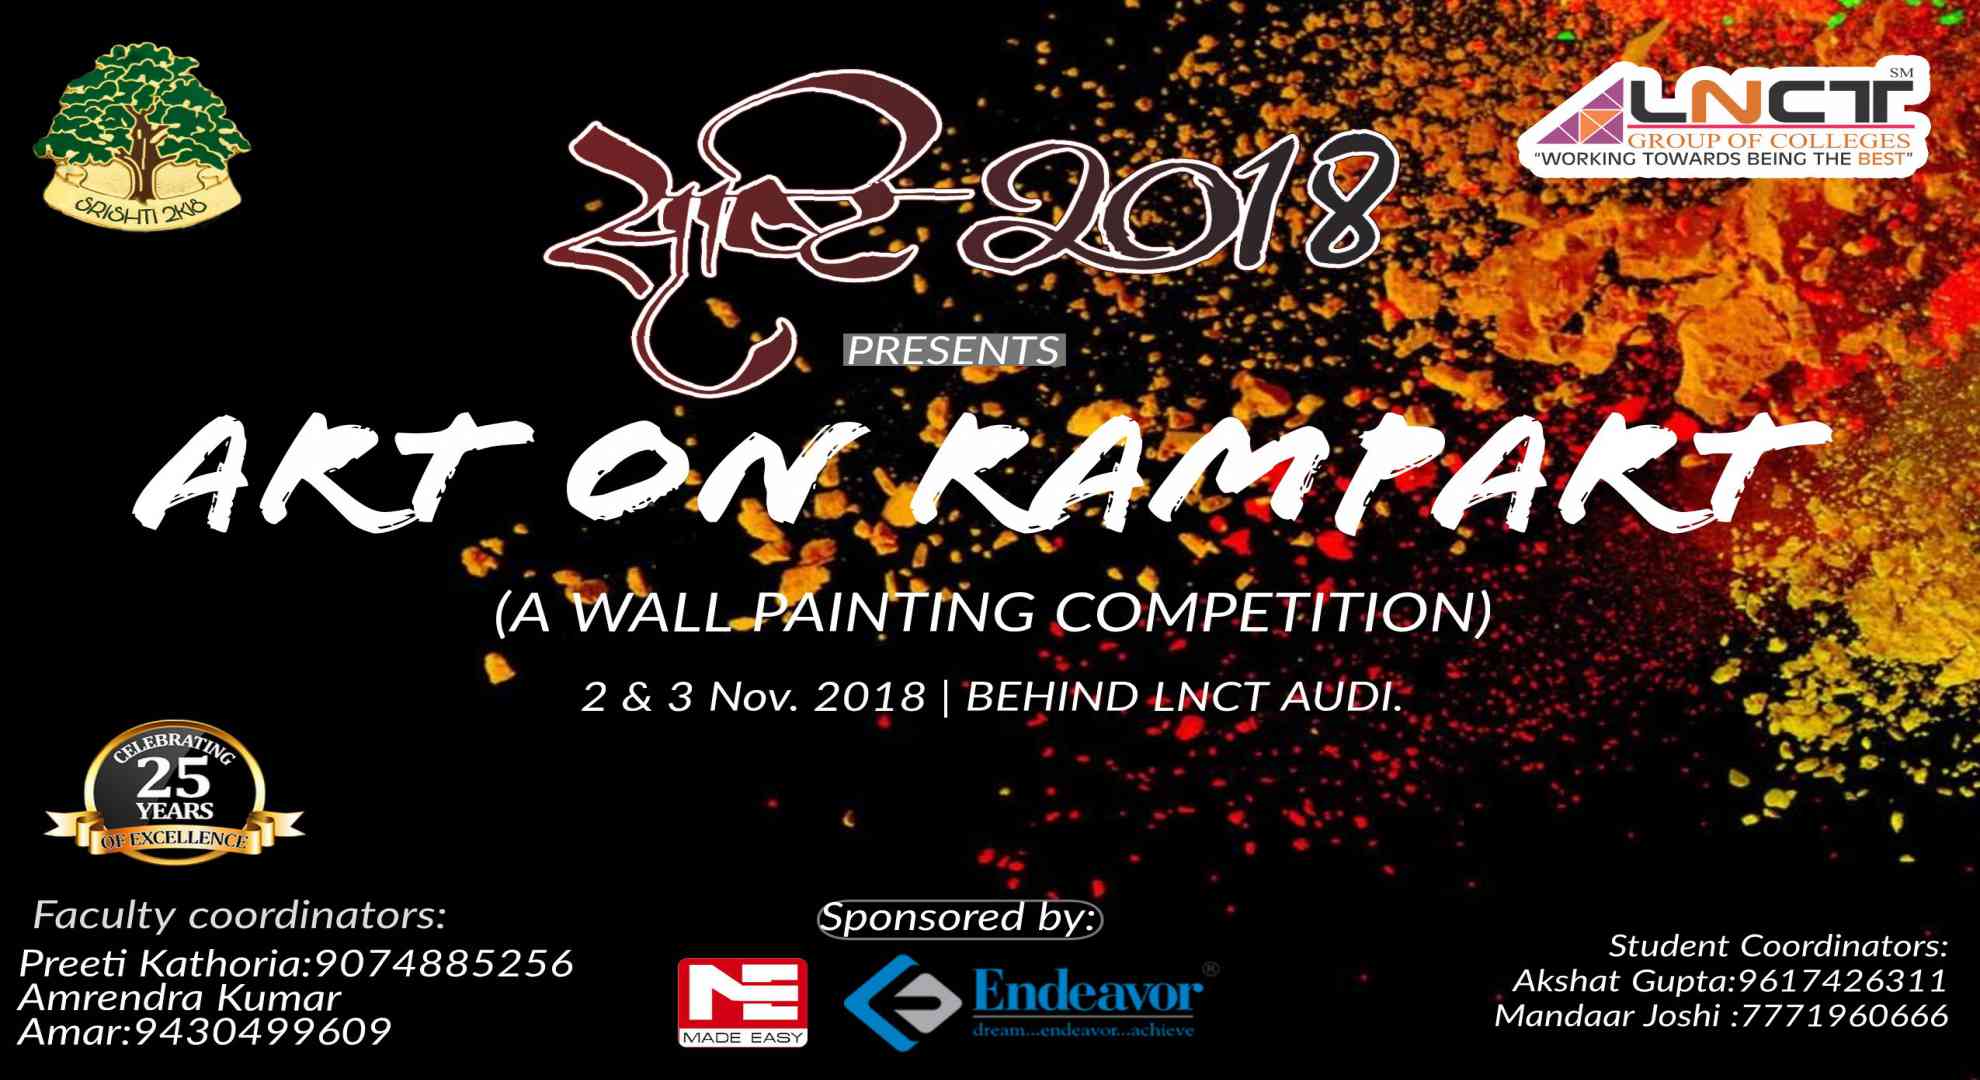 SRISHTI 2K18
सृष्टि 2018
LNCT SM
GROUP OF COLLEGES
"WORKING TOWARDS BEING THE BEST"
PRESENTS
ART ON RAMPART
(A WALL PAINTING COMPETITION)
2 & 3 Nov. 2018 | BEHIND LNCT AUDI.
CELEBRATING
25
YEARS
OF EXCELLENCE
Faculty coordinators:
Preeti Kathoria:9074885256
Amrendra Kumar
Amar:9430499609
Sponsored by:
ME
MADE EASY
Endeavor ®
dream...endeavor...achieve
Student Coordinators:
Akshat Gupta:9617426311
Mandaar Joshi :7771960666